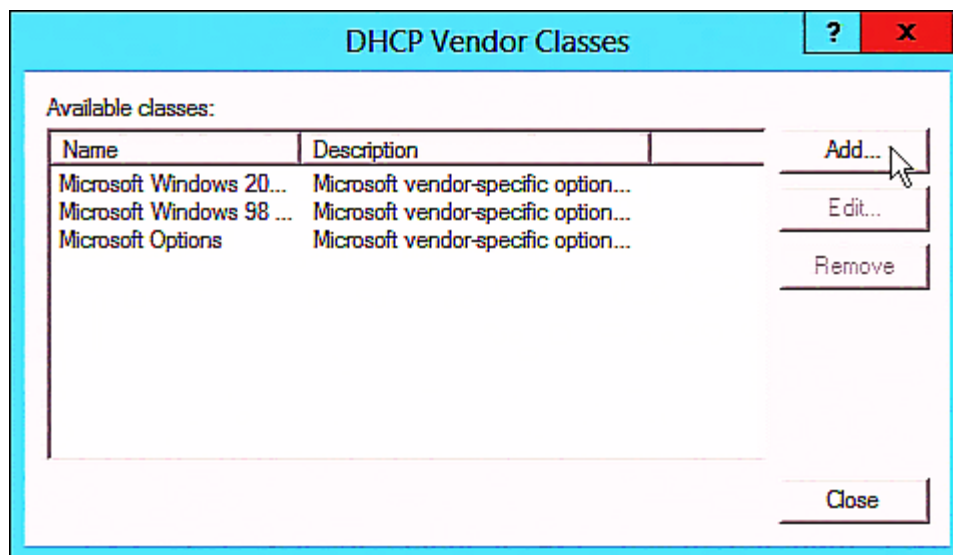 DHCP Vendor Classes ? x
Available classes:
Name Description
Add...
Microsoft Windows 20... Microsoft vendor-specific option...
Microsoft Windows 98 ... Microsoft vendor-specific option...
Edit...
Microsoft Options Microsoft vendor-specific option...
Remove
Close